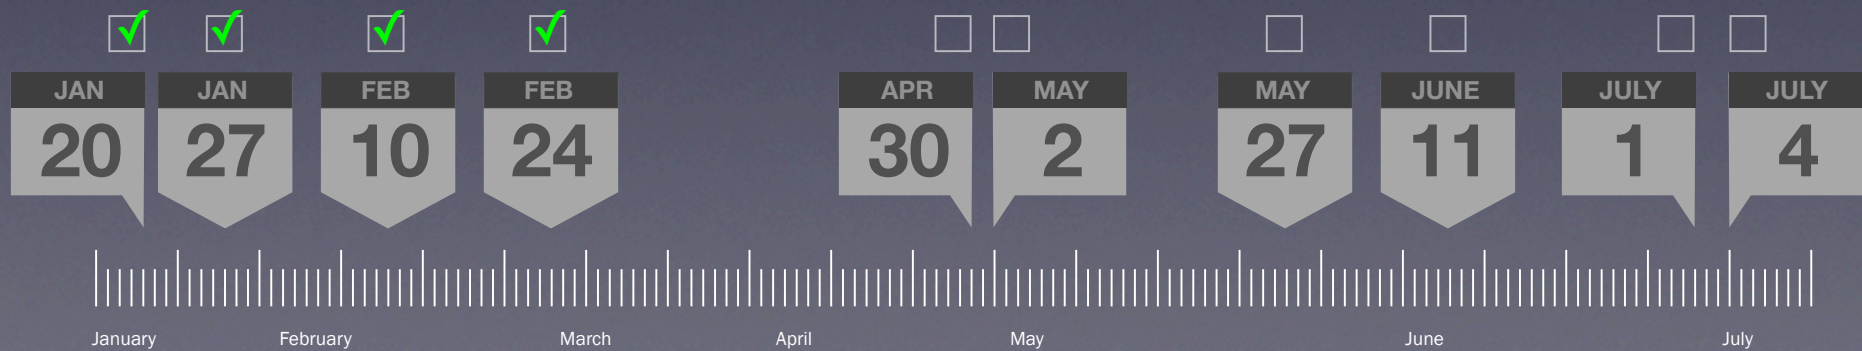 JAN JAN FEB FEB APR MAY MAY JUNE JULY JULY
20 27 10 24 30 2 27 11 1 4
January February March April May June July